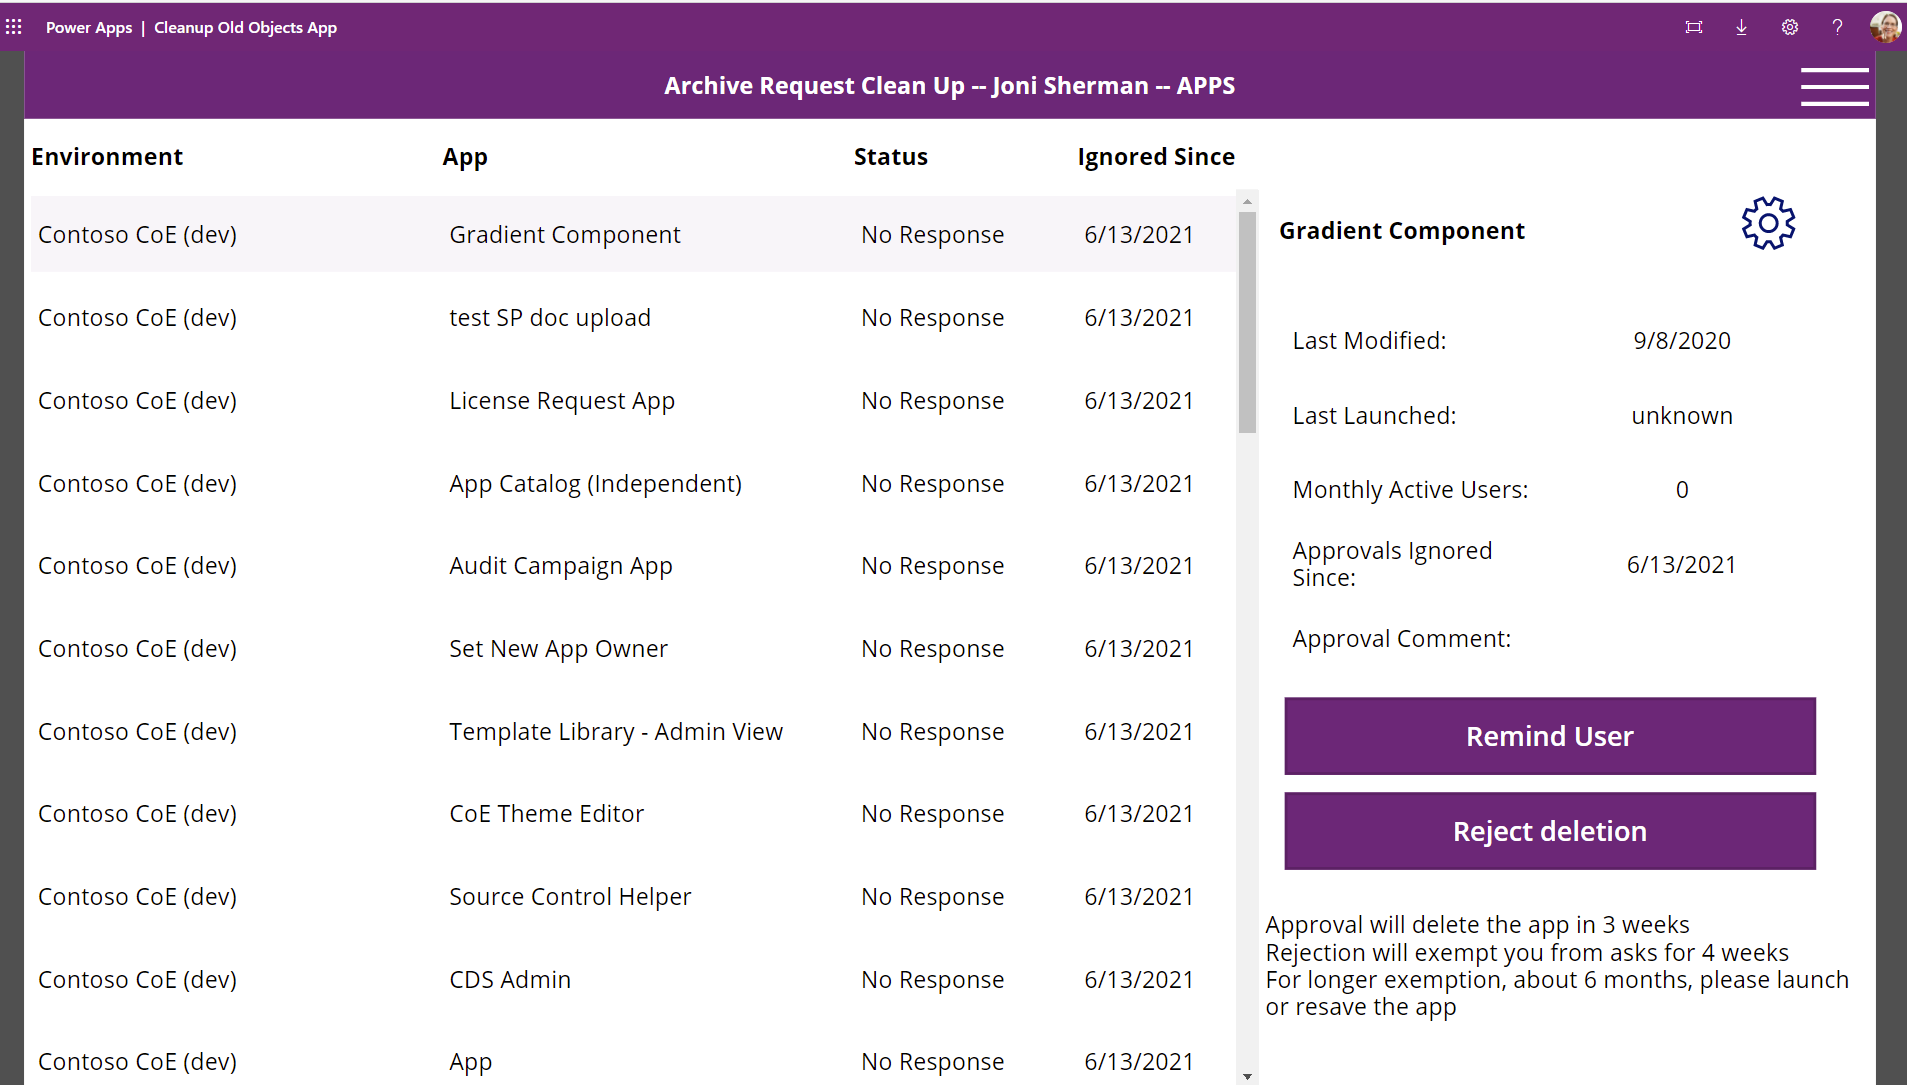 Power Apps | Cleanup Old Objects App
?
Archive Request Clean Up -- Joni Sherman -- APPS
Environment App Status Ignored Since
Contoso CoE (dev) Gradient Component No Response 6/13/2021
Contoso CoE (dev) test SP doc upload No Response 6/13/2021
Contoso CoE (dev) License Request App No Response 6/13/2021
Contoso CoE (dev) App Catalog (Independent) No Response 6/13/2021
Contoso CoE (dev) Audit Campaign App No Response 6/13/2021
Contoso CoE (dev) Set New App Owner No Response 6/13/2021
Contoso CoE (dev) Template Library - Admin View No Response 6/13/2021
Contoso CoE (dev) CoE Theme Editor No Response 6/13/2021
Contoso CoE (dev) Source Control Helper No Response 6/13/2021
Contoso CoE (dev) CDS Admin No Response 6/13/2021
Contoso CoE (dev) App No Response 6/13/2021
Gradient Component
Last Modified: 9/8/2020
Last Launched: unknown
Monthly Active Users: 0
Approvals Ignored
Since: 6/13/2021
Approval Comment:
Remind User
Reject deletion
Approval will delete the app in 3 weeks
Rejection will exempt you from asks for 4 weeks
For longer exemption, about 6 months, please launch
or resave the app